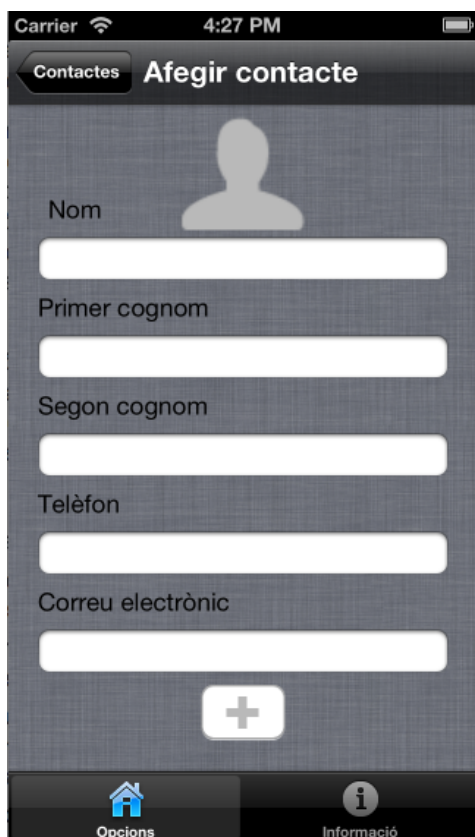 Carrier 4:27 PM
Contactes Afegir contacte
Nom
Primer cognom
Segon cognom
Telèfon
Correu electrònic
Opcions Informació